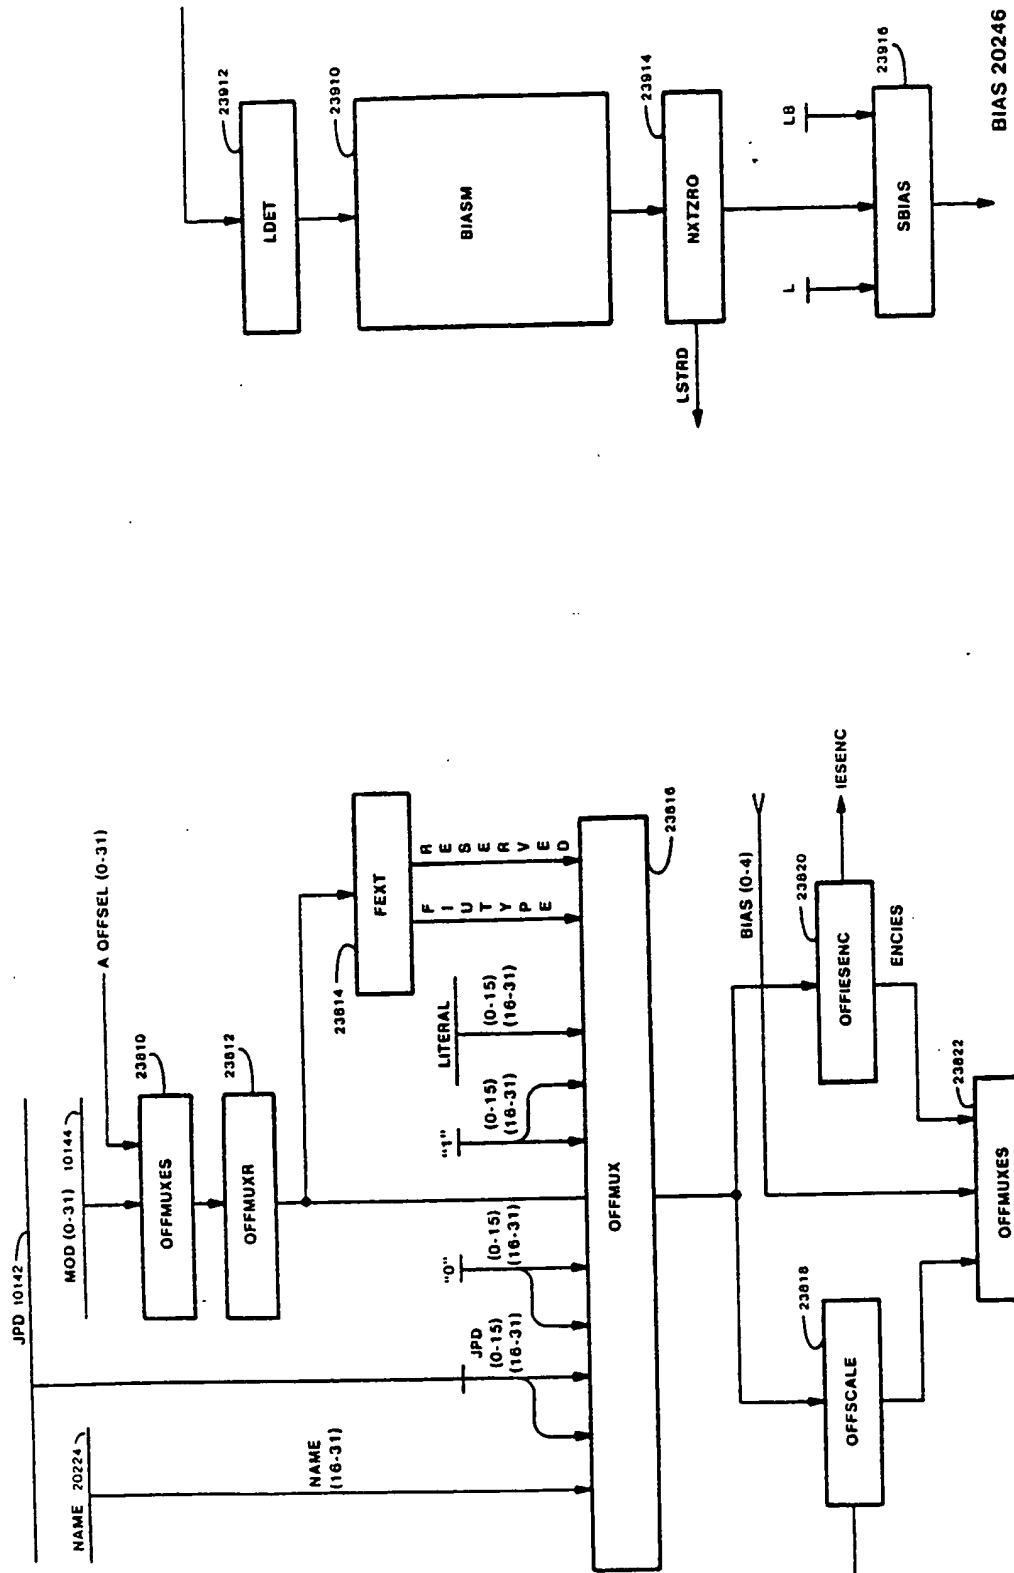 JPD 10142
MOD (0-31) 10144
A OFFSEL (0-31)
NAME 20224
23810
OFFMUXES
23812
OFFMUXR
FEXT
23814
FIUTYPE
RESERVED
NAME
(16-31)
JPD
(0-15)
(16-31)
"0"
(0-15)
(16-31)
"1"
(0-15)
(16-31)
LITERAL
(0-15)
(16-31)
OFFMUX
23816
BIAS (0-4)
23818
OFFSCALE
23820
OFFIESENC
IESENC
ENCIES
23822
OFFMUXES
23912
LDET
23910
BIASM
23914
NXTZRO
LSTRD
L
LB
23916
SBIAS
BIAS 20246